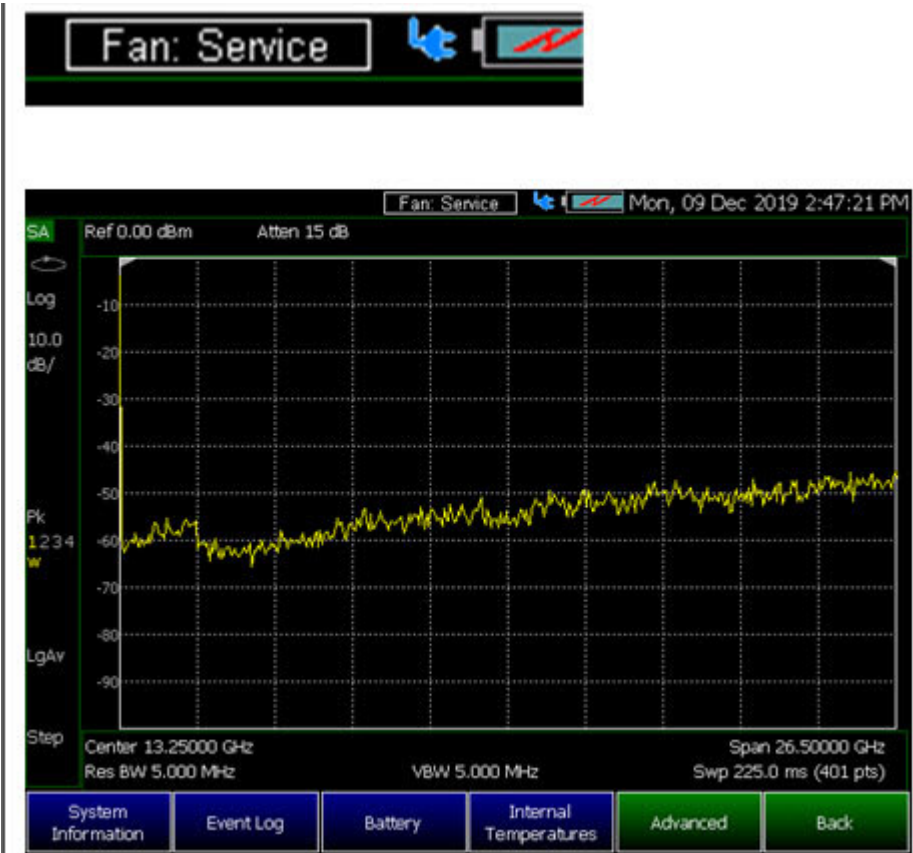 Fan: Service
Fan: Service Mon, 09 Dec 2019 2:47:21 PM
SA Ref 0.00 dBm Atten 15 dB
Log
10.0
dB/
-10
-20
-30
-40
-50
-60
-70
-80
-90
Pk
1234
W
LgAv
Step
Center 13.25000 GHz Span 26.50000 GHz
Res BW 5.000 MHz VBW 5.000 MHz Swp 225.0 ms (401 pts)
System Information
Event Log
Battery
Internal Temperatures
Advanced
Back